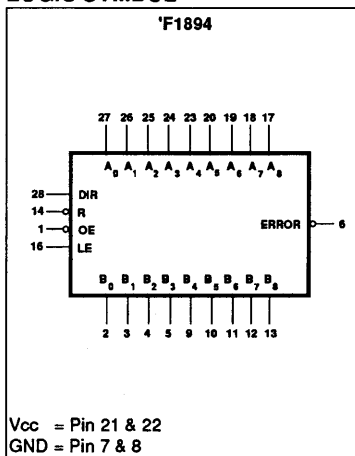 'F1894
27 26 25 24 23 20 19 18 17
A0 A1 A2 A3 A4 A5 A6 A7 A8
28 DIR
14 R
1 OE
16 LE
ERROR 6
B0 B1 B2 B3 B4 B5 B6 B7 B8
2 3 4 5 9 10 11 12 13
Vcc = Pin 21 & 22
GND = Pin 7 & 8